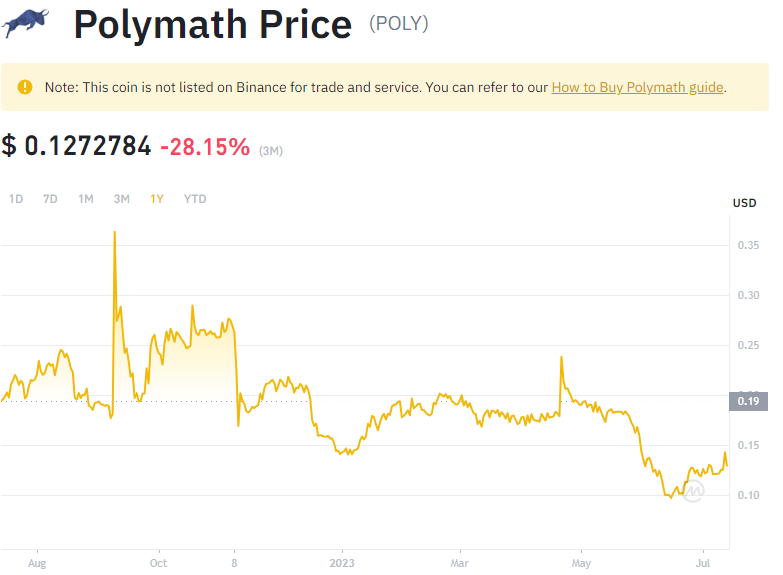 Polymath Price (POLY)
Note: This coin is not listed on Binance for trade and service. You can refer to our How to Buy Polymath guide.
$ 0.1272784 -28.15% (3M)
1D 7D 1M 3M 1Y YTD
USD
0.35
0.30
0.25
0.19
0.15
0.10
Aug Oct 8 2023 Mar May Jul